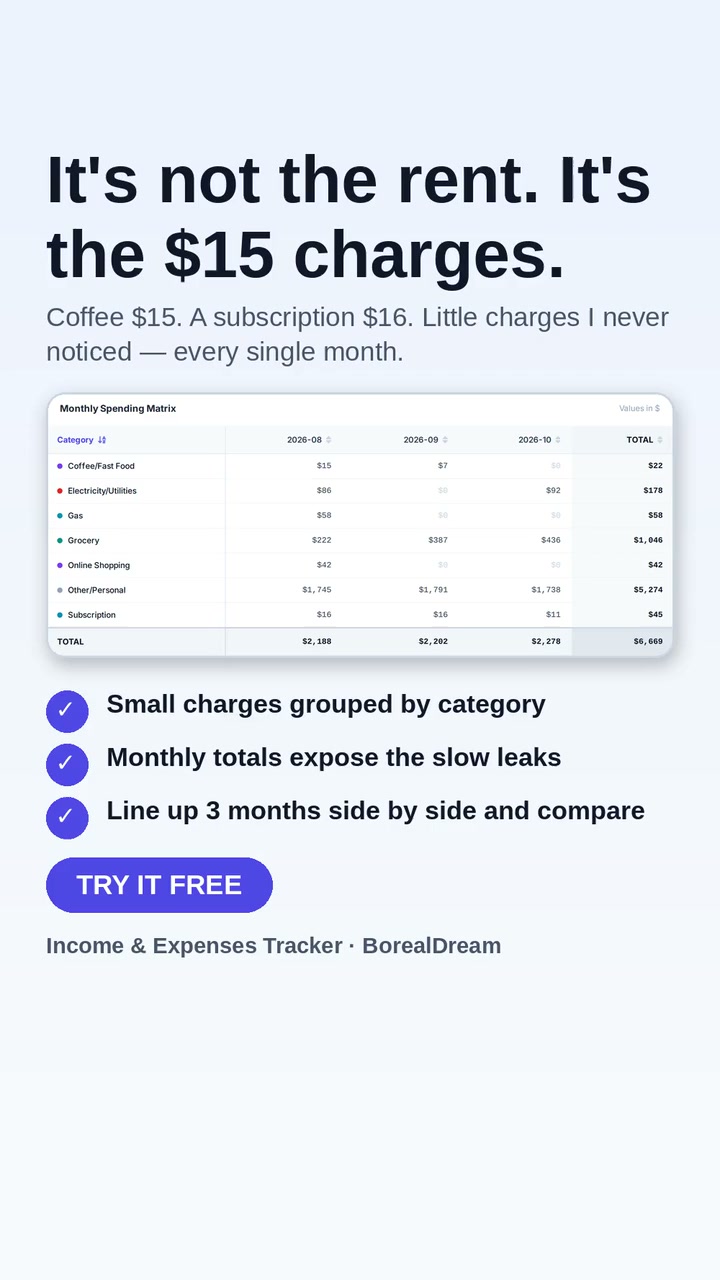 It's not the rent. It's
the $15 charges.
Coffee $15. A subscription $16. Little charges I never
noticed — every single month.
Monthly Spending Matrix Values in $
Category 2026-08 2026-09 2026-10 TOTAL
Coffee/Fast Food $15 $7 $0 $22
Electricity/Utilities $86 $0 $92 $178
Gas $58 $0 $0 $58
Grocery $222 $387 $436 $1,046
Online Shopping $42 $0 $0 $42
Other/Personal $1,745 $1,791 $1,738 $5,274
Subscription $16 $16 $11 $45
TOTAL $2,188 $2,202 $2,278 $6,669
✓ Small charges grouped by category
✓ Monthly totals expose the slow leaks
✓ Line up 3 months side by side and compare
TRY IT FREE
Income & Expenses Tracker · BorealDream